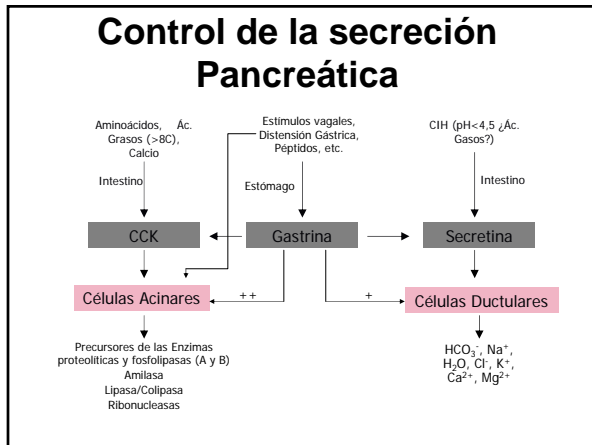 Control de la secreción
Pancreática
Aminoácidos, Ác.
Grasos (>8C),
Calcio
Estímulos vagales,
Distensión Gástrica,
Péptidos, etc.
ClH (pH<4,5 ¿Ác.
Gasos?)
Intestino
Estómago
Intestino
CCK
Gastrina
Secretina
Células Acinares
++
+
Células Ductulares
Precursores de las Enzimas
proteolíticas y fosfolipasas (A y B)
Amilasa
Lipasa/Colipasa
Ribonucleasas
HCO₃⁻, Na⁺,
H₂O, Cl⁻, K⁺,
Ca²⁺, Mg²⁺